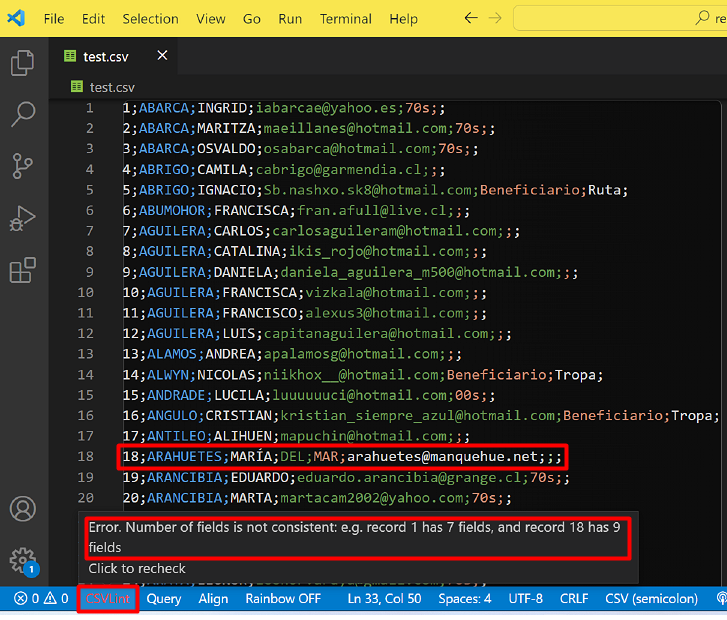 File Edit Selection View Go Run Terminal Help re
test.csv
test.csv
1 1;ABARCA;INGRID;iabarcae@yahoo.es;70s;;
2 2;ABARCA;MARITZA;maeillanes@hotmail.com;70s;;
3 3;ABARCA;OSVALDO;osabarca@hotmail.com;70s;;
4 4;ABRIGO;CAMILA;cabrigo@garmendia.cl;;;
5 5;ABRIGO;IGNACIO;Sb.nashxo.sk8@hotmail.com;Beneficiario;Ruta;
6 6;ABUMOHOR;FRANCISCA;fran.afull@live.cl;;;
7 7;AGUILERA;CARLOS;carlosaguileram@hotmail.com;;;
8 8;AGUILERA;CATALINA;ikis_rojo@hotmail.com;;;
9 9;AGUILERA;DANIELA;daniela_aguilera_m500@hotmail.com;;;
10 10;AGUILERA;FRANCISCA;vizkala@hotmail.com;;;
11 11;AGUILERA;FRANCISCO;alexus3@hotmail.com;;;
12 12;AGUILERA;LUIS;capitanaguilera@hotmail.com;;;
13 13;ALAMOS;ANDREA;apalamosg@hotmail.com;;;
14 14;ALWYN;NICOLAS;niikhox__@hotmail.com;Beneficiario;Tropa;
15 15;ANDRADE;LUCILA;luuuuuuci@hotmail.com;00s;;
16 16;ANGULO;CRISTIAN;kristian_siempre_azul@hotmail.com;Beneficiario;Tropa;
17 17;ANTILEO;ALIHUEN;mapuchin@hotmail.com;;;
18 18;ARAHUETES;MARÍA;DEL;MAR;arahuetes@manquehue.net;;;
19 19;ARANCIBIA;EDUARDO;eduardo.arancibia@grange.cl;70s;;
20 20;ARANCIBIA;MARTA;martacam2002@yahoo.com;70s;;
Error. Number of fields is not consistent: e.g. record 1 has 7 fields, and record 18 has 9
fields
Click to recheck
1
0 0 CSVLint Query Align Rainbow OFF Ln 33, Col 50 Spaces: 4 UTF-8 CRLF CSV (semicolon)